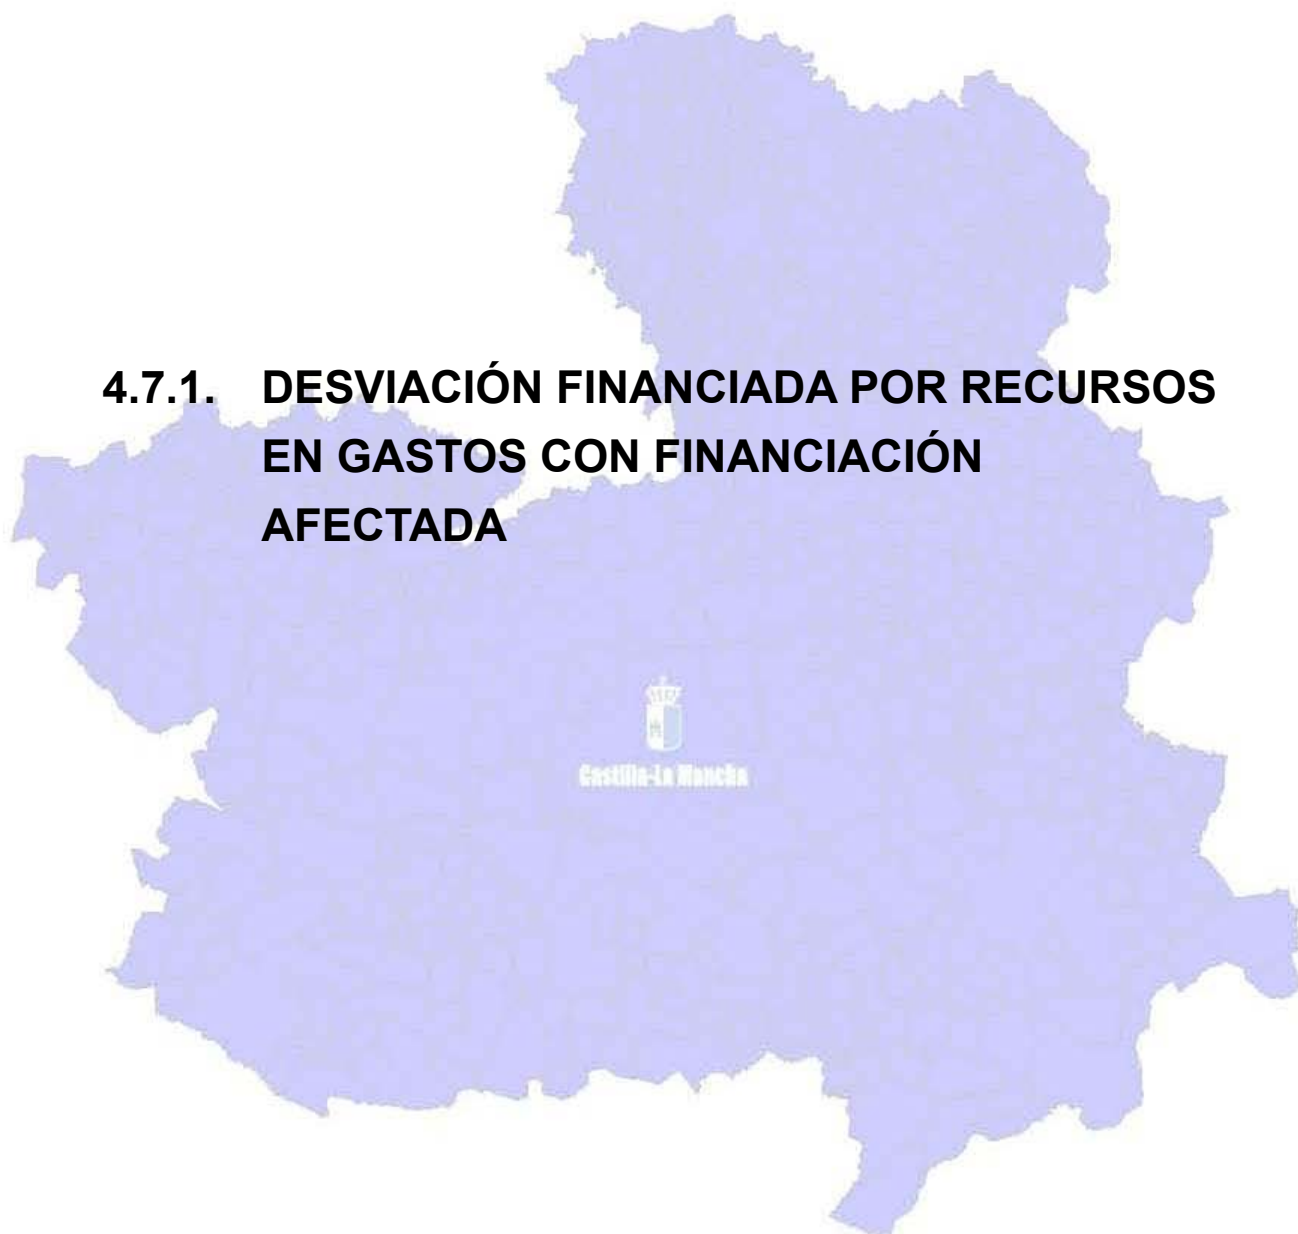 4.7.1. DESVIACIÓN FINANCIADA POR RECURSOS
EN GASTOS CON FINANCIACIÓN
AFECTADA
Castilla-La Mancha